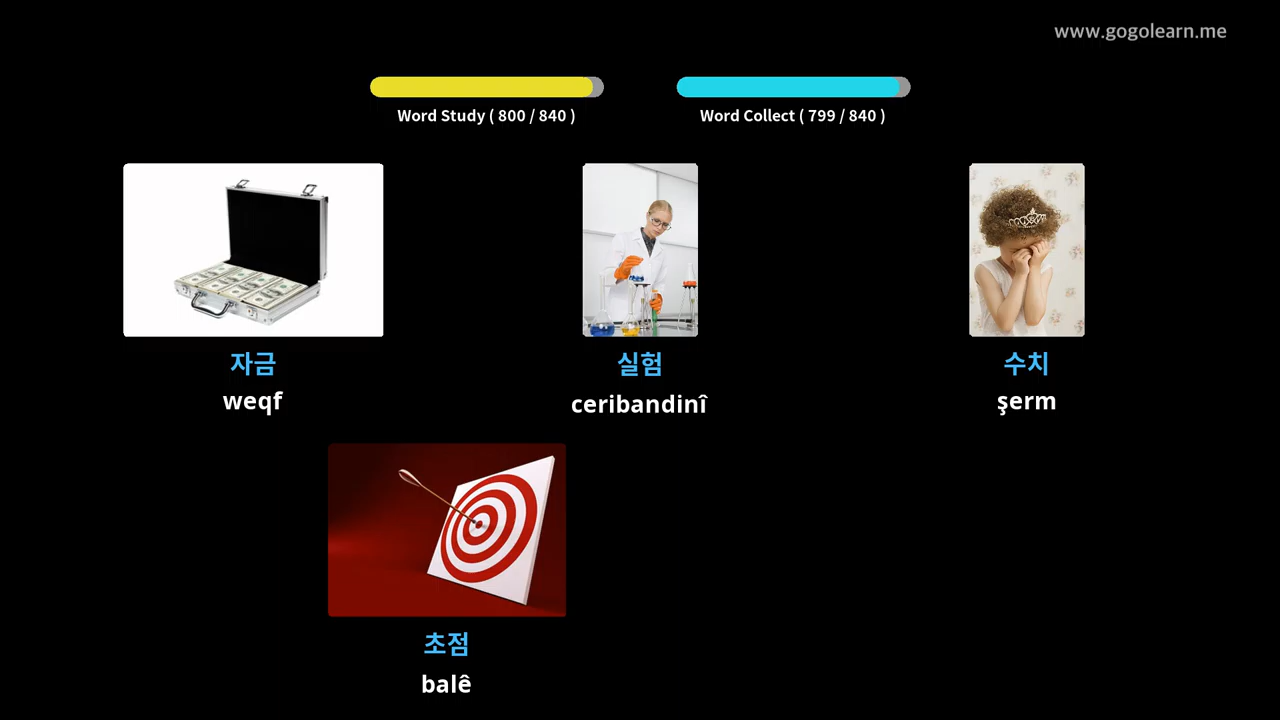 www.gogolearn.me
Word Study ( 800 / 840 )
Word Collect ( 799 / 840 )
자금
weqf
실험
ceribandinî
수치
şerm
초점
balê